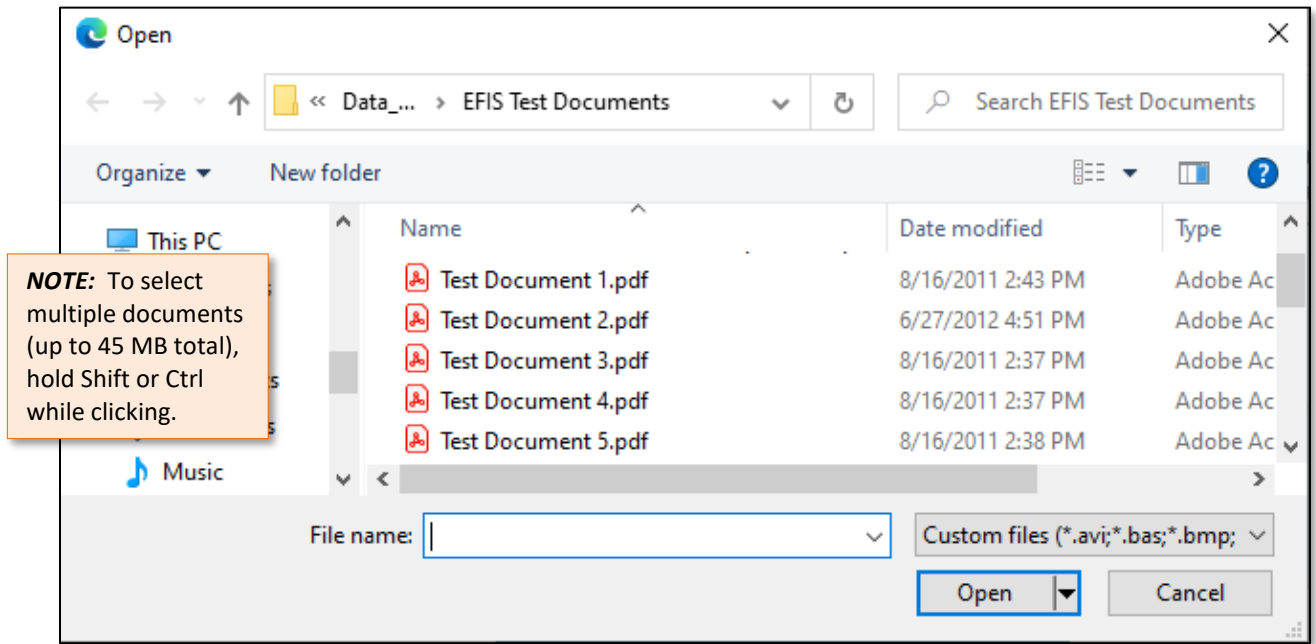 Open
« Data_... › EFIS Test Documents
Search EFIS Test Documents
Organize
New folder
This PC
Name
Date modified
Type
NOTE: To select
multiple documents
(up to 45 MB total),
hold Shift or Ctrl
while clicking.
Test Document 1.pdf 8/16/2011 2:43 PM Adobe Ac
Test Document 2.pdf 6/27/2012 4:51 PM Adobe Ac
Test Document 3.pdf 8/16/2011 2:37 PM Adobe Ac
Test Document 4.pdf 8/16/2011 2:37 PM Adobe Ac
Test Document 5.pdf 8/16/2011 2:38 PM Adobe Ac
Music
File name:
Custom files (*.avi;*.bas;*.bmp;
Open
Cancel